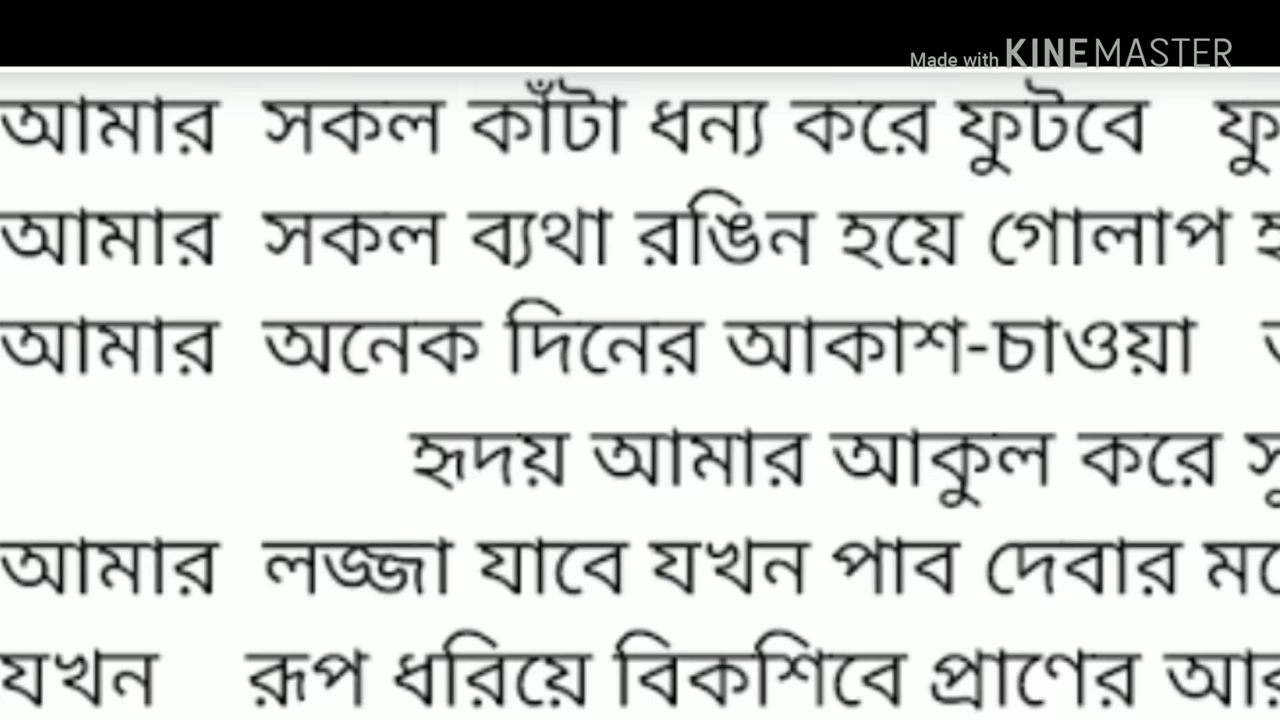 Made with KINEMASTER
আমার সকল কাঁটা ধন্য করে ফুটবে
আমার সকল ব্যথা রঙিন হয়ে গোলাপ
আমার অনেক দিনের আকাশ-চাওয়া
হৃদয় আমার আকুল করে
আমার লজ্জা যাবে যখন পাব দেবার
যখন রূপ ধরিয়ে বিকশিবে প্রাণের